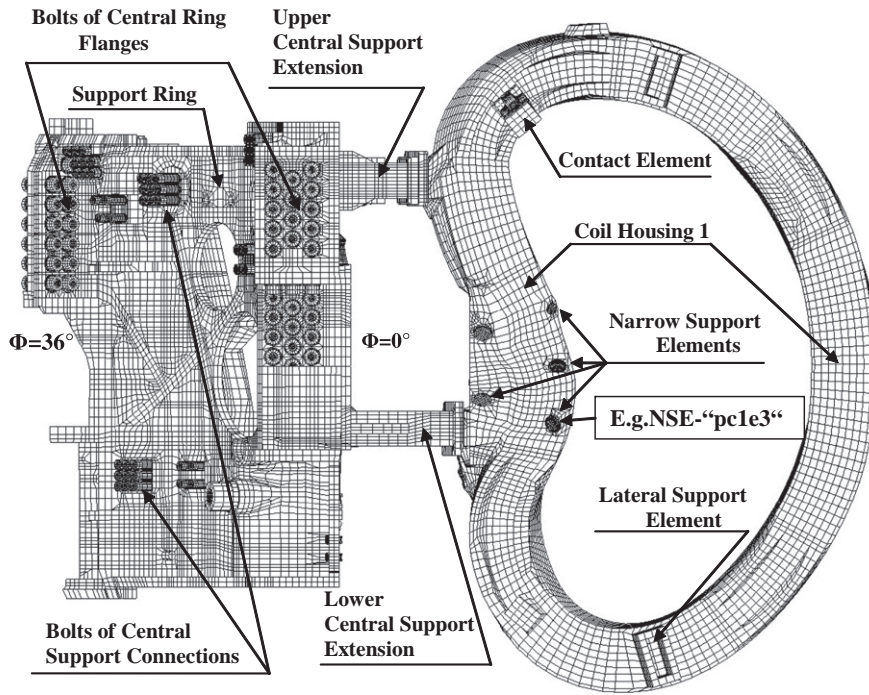 Bolts of Central Ring
Flanges
Upper
Central Support
Extension
Support Ring
Contact Element
Coil Housing 1
Narrow Support
Elements
Φ=36°
Φ=0°
E.g.NSE-“pc1e3“
Lateral Support
Element
Lower
Central Support
Extension
Bolts of Central
Support Connections